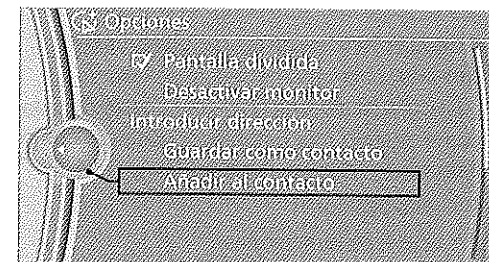 Opciones
Pantalla dividida
Desactivar monitor
Introducir dirección
Guardar como contacto
Añadir al contacto